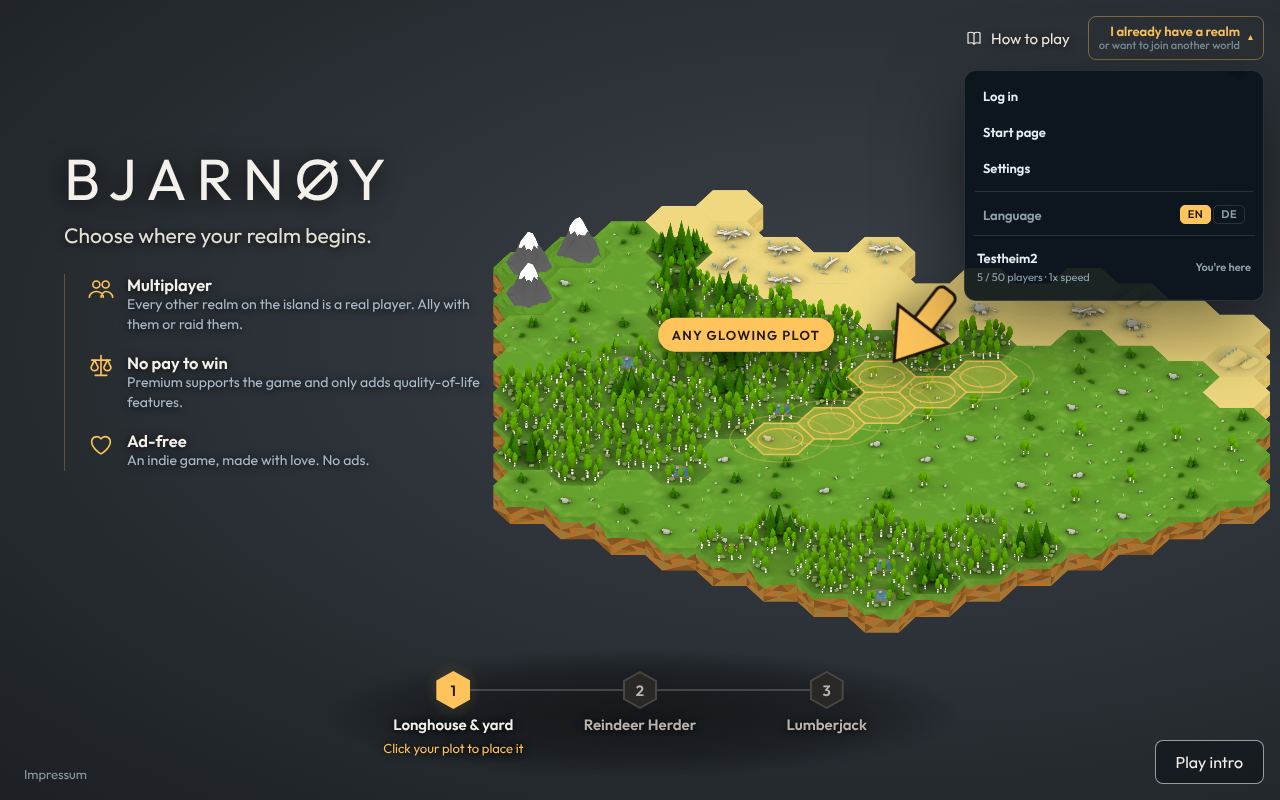 How to play
I already have a realm
or want to join another world
▲
Log in
Start page
Settings
Language
EN
DE
Testheim2
5 / 50 players · 1x speed
You're here
BJARNØY
Choose where your realm begins.
Multiplayer
Every other realm on the island is a real player. Ally with
them or raid them.
No pay to win
Premium supports the game and only adds quality-of-life
features.
Ad-free
An indie game, made with love. No ads.
ANY GLOWING PLOT
1
2
3
Longhouse & yard
Reindeer Herder
Lumberjack
Click your plot to place it
Play intro
Impressum